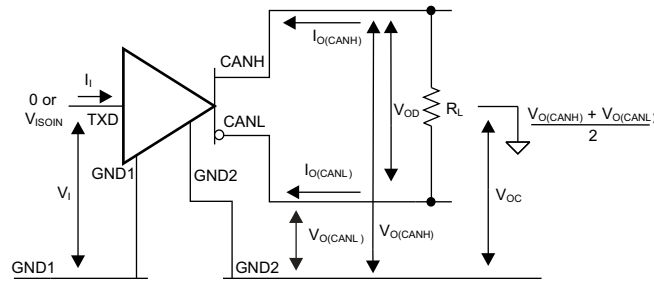 CANH
I_O(CANH)
I_I
0 or
V_ISOIN
TXD
CANL
V_OD
R_L
V_O(CANH) + V_O(CANL)
2
GND1
GND2
I_O(CANL)
V_I
V_OC
V_O(CANL)
V_O(CANH)
GND1
GND2